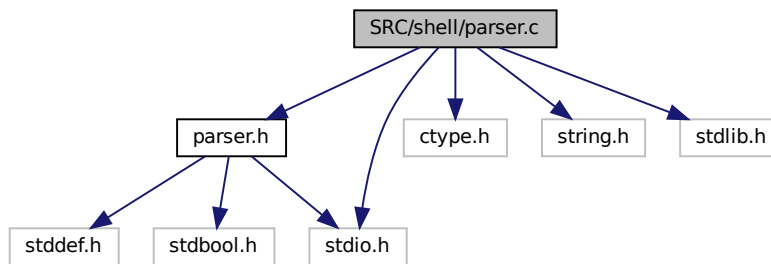 SRC/shell/parser.c
parser.h
ctype.h
string.h
stdlib.h
stddef.h
stdbool.h
stdio.h